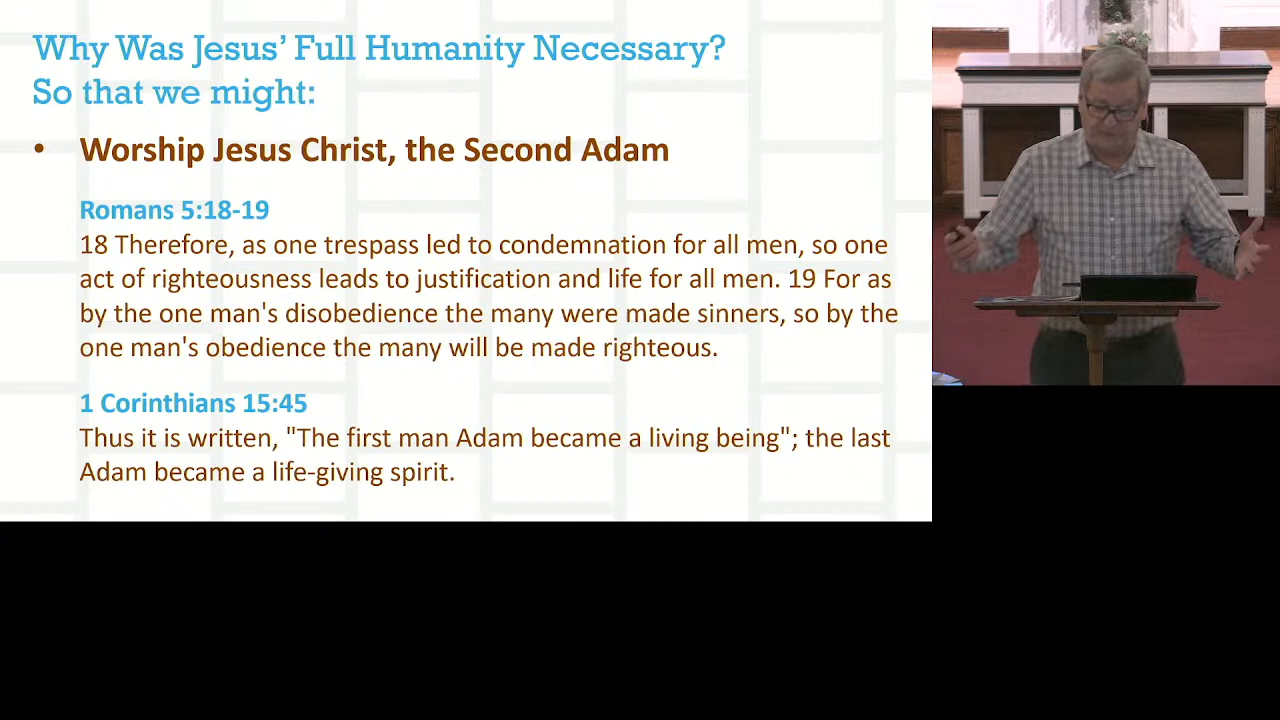 Why Was Jesus’ Full Humanity Necessary?
So that we might:
• Worship Jesus Christ, the Second Adam
Romans 5:18-19
18 Therefore, as one trespass led to condemnation for all men, so one
act of righteousness leads to justification and life for all men. 19 For as
by the one man's disobedience the many were made sinners, so by the
one man's obedience the many will be made righteous.
1 Corinthians 15:45
Thus it is written, "The first man Adam became a living being"; the last
Adam became a life-giving spirit.